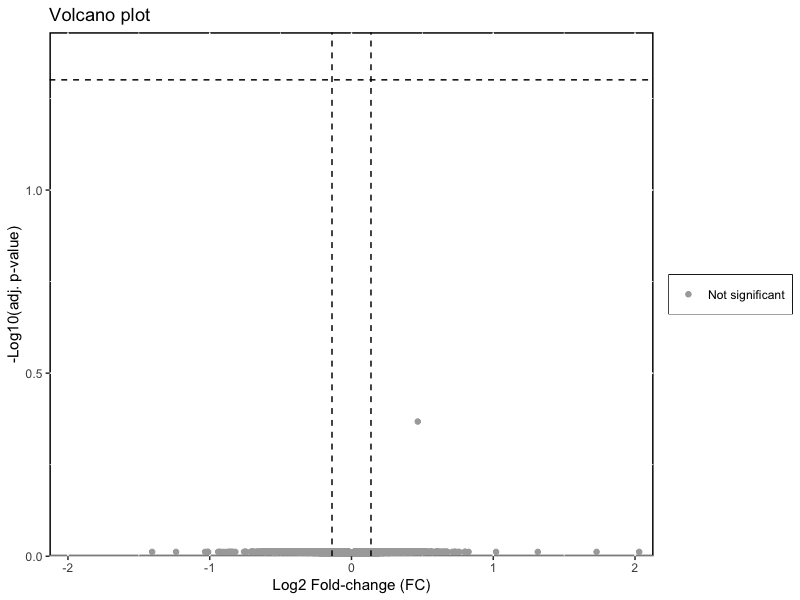 Volcano plot
-Log10(adj. p-value)
1.0
0.5
0.0
-2
-1
0
1
2
Log2 Fold-change (FC)
Not significant